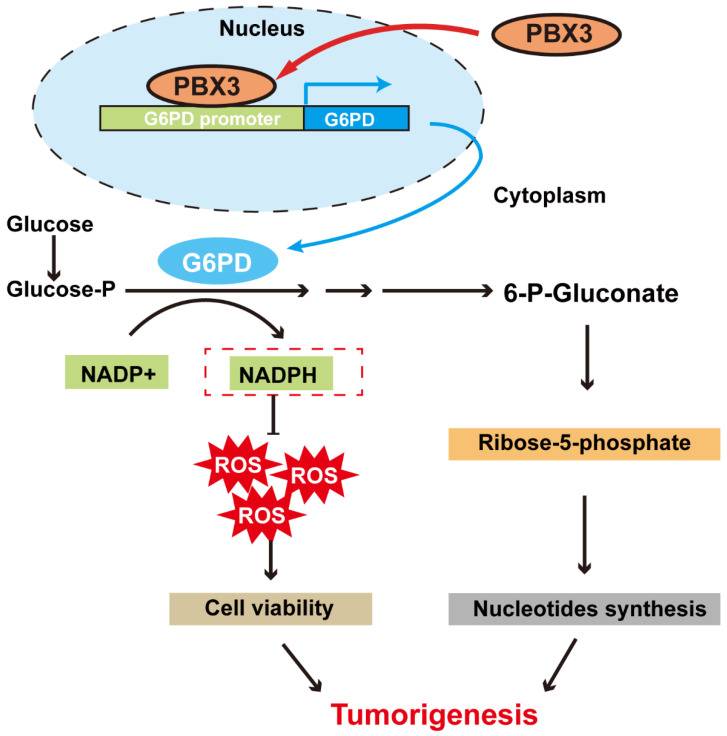 Nucleus
PBX3
PBX3
G6PD promoter
G6PD
Cytoplasm
Glucose
G6PD
Glucose-P
6-P-Gluconate
NADP+
NADPH
Ribose-5-phosphate
ROS
ROS
ROS
Cell viability
Nucleotides synthesis
Tumorigenesis